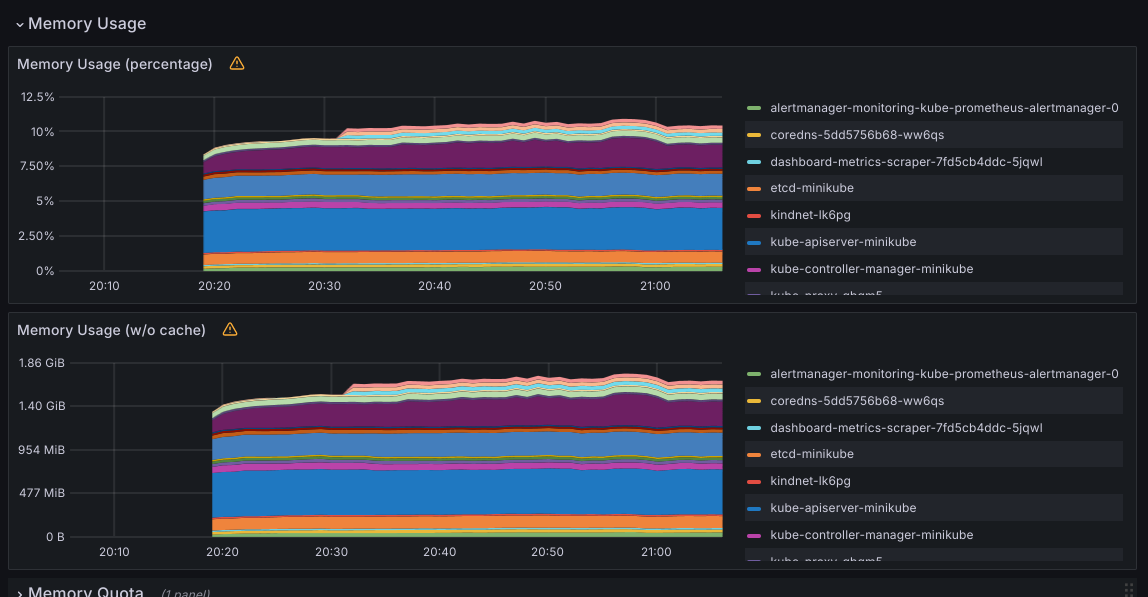 Memory Usage
Memory Usage (percentage)
12.5%
10%
7.50%
5%
2.50%
0%
20:10 20:20 20:30 20:40 20:50 21:00
alertmanager-monitoring-kube-prometheus-alertmanager-0
coredns-5dd5756b68-ww6qs
dashboard-metrics-scraper-7fd5cb4ddc-5jqwl
etcd-minikube
kindnet-lk6pg
kube-apiserver-minikube
kube-controller-manager-minikube
Memory Usage (w/o cache)
1.86 GiB
1.40 GiB
954 MiB
477 MiB
0 B
20:10 20:20 20:30 20:40 20:50 21:00
alertmanager-monitoring-kube-prometheus-alertmanager-0
coredns-5dd5756b68-ww6qs
dashboard-metrics-scraper-7fd5cb4ddc-5jqwl
etcd-minikube
kindnet-lk6pg
kube-apiserver-minikube
kube-controller-manager-minikube
Memory Quota (1 panel)